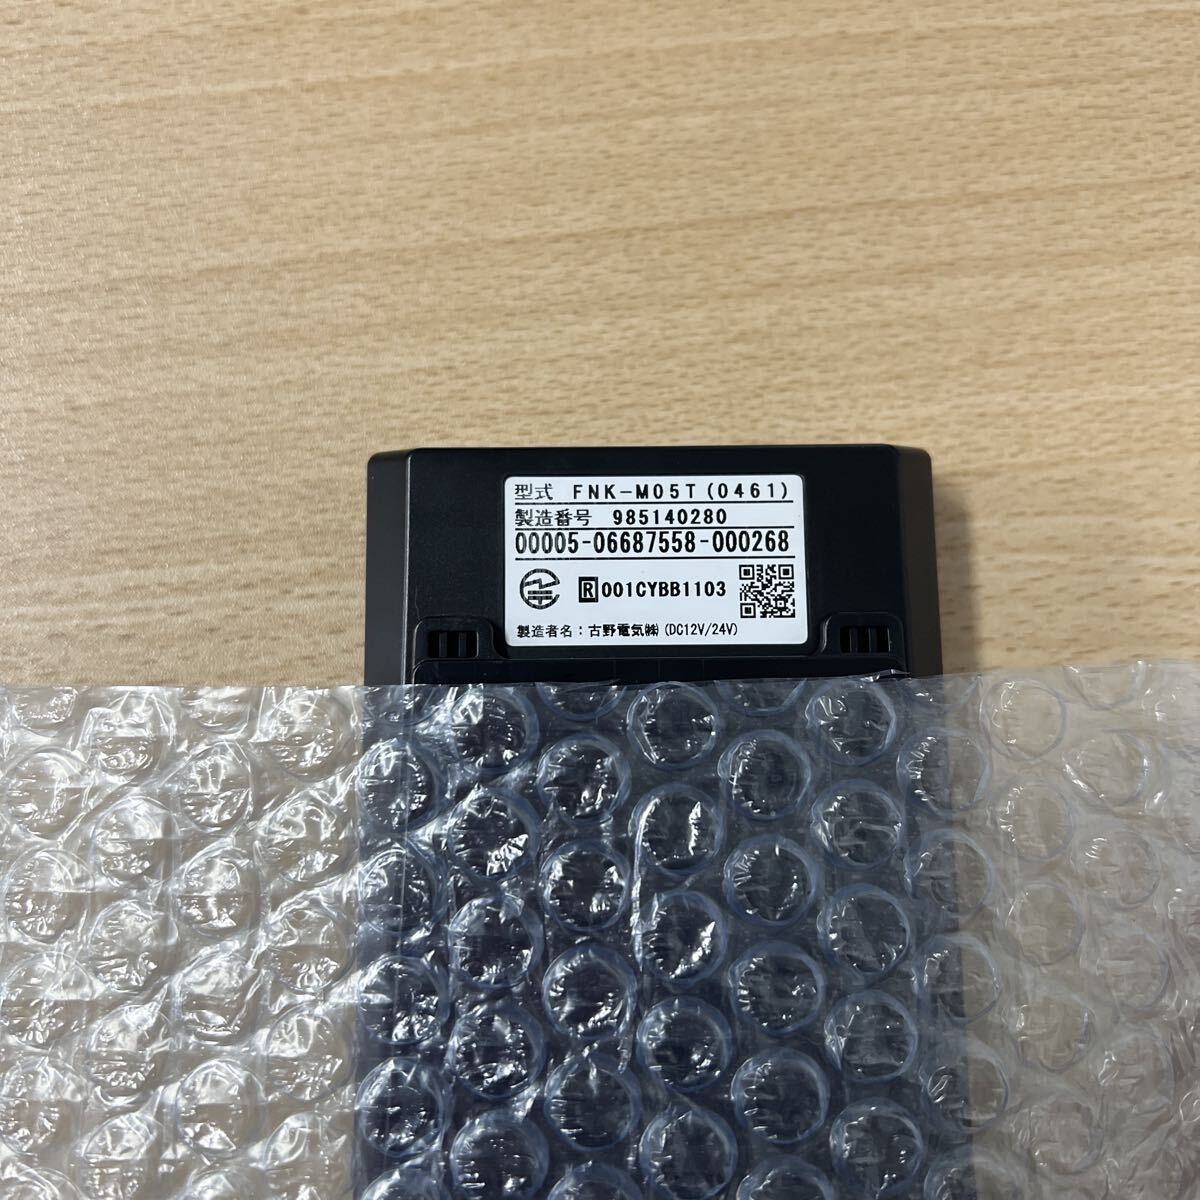 型式 FNK-M05T(0461)
製造番号 985140280
00005-06687558-000268
R 001CYBB1103
製造者名：古野電気㈱(DC12V/24V)